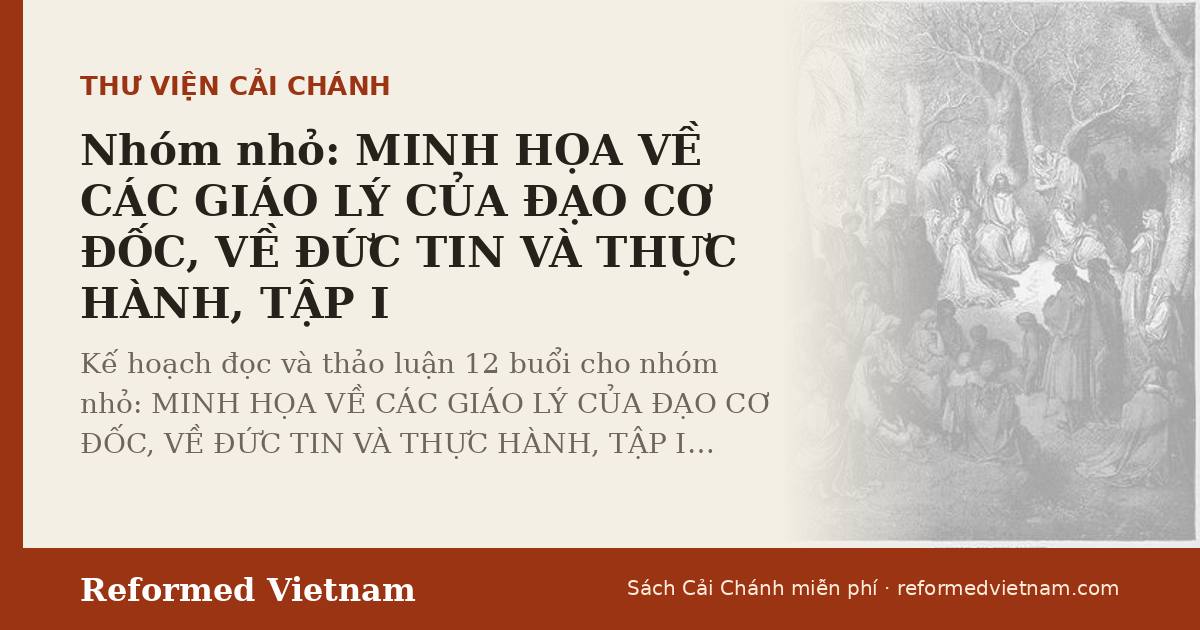 THƯ VIỆN CẢI CHÁNH
Nhóm nhỏ: MINH HỌA VỀ
CÁC GIÁO LÝ CỦA ĐẠO CƠ
ĐỐC, VỀ ĐỨC TIN VÀ THỰC
HÀNH, TẬP I
Kế hoạch đọc và thảo luận 12 buổi cho nhóm
nhỏ: MINH HỌA VỀ CÁC GIÁO LÝ CỦA ĐẠO CƠ
ĐỐC, VỀ ĐỨC TIN VÀ THỰC HÀNH, TẬP I...
Reformed Vietnam
Sách Cải Chánh miễn phí · reformedvietnam.com